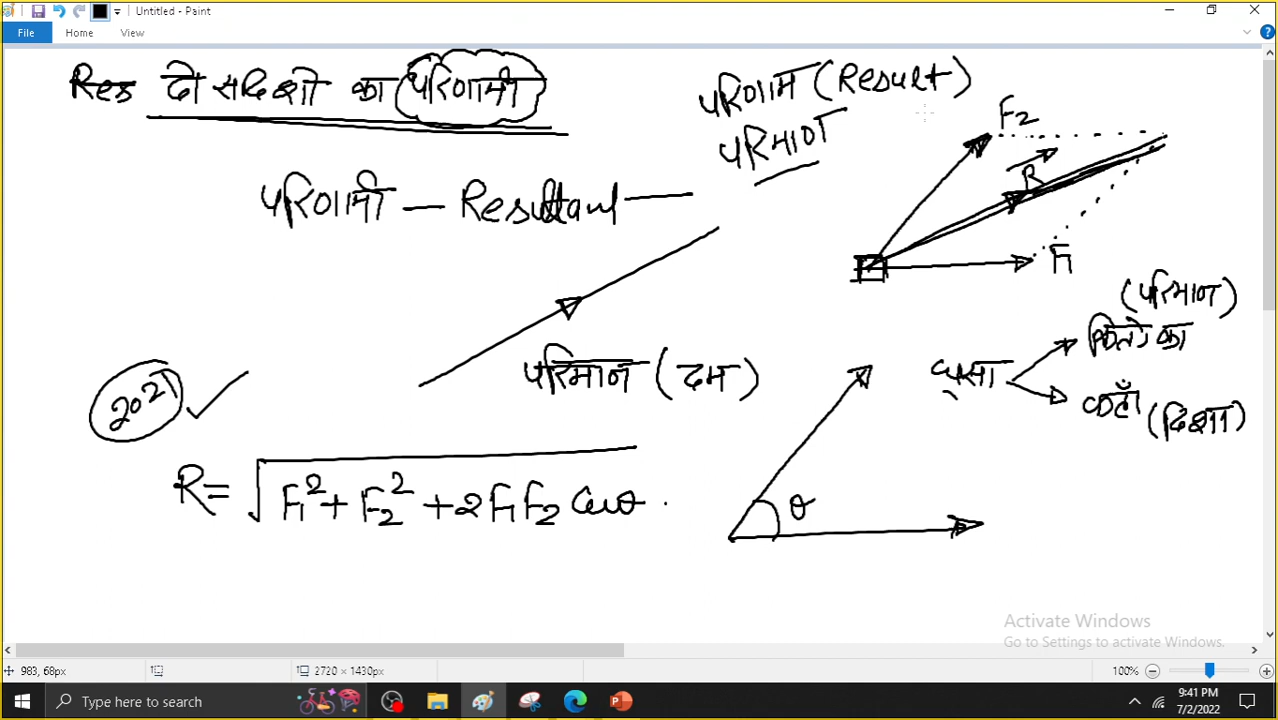 Untitled - Paint
File Home View
Res दो सदिशो का परिणामी
परिणाम (Result)
परिमाण
परिणामी — Resultant —
F2
R
F1
(परिमान)
कितने का
घूसा
कहाँ (दिशा)
परिमान (दम)
2021
R= √F1² + F2² + 2F1F2 Cosθ .
θ
Activate Windows
Go to Settings to activate Windows.
983, 68px
2720 × 1430px
100%
Type here to search
9:41 PM
7/2/2022